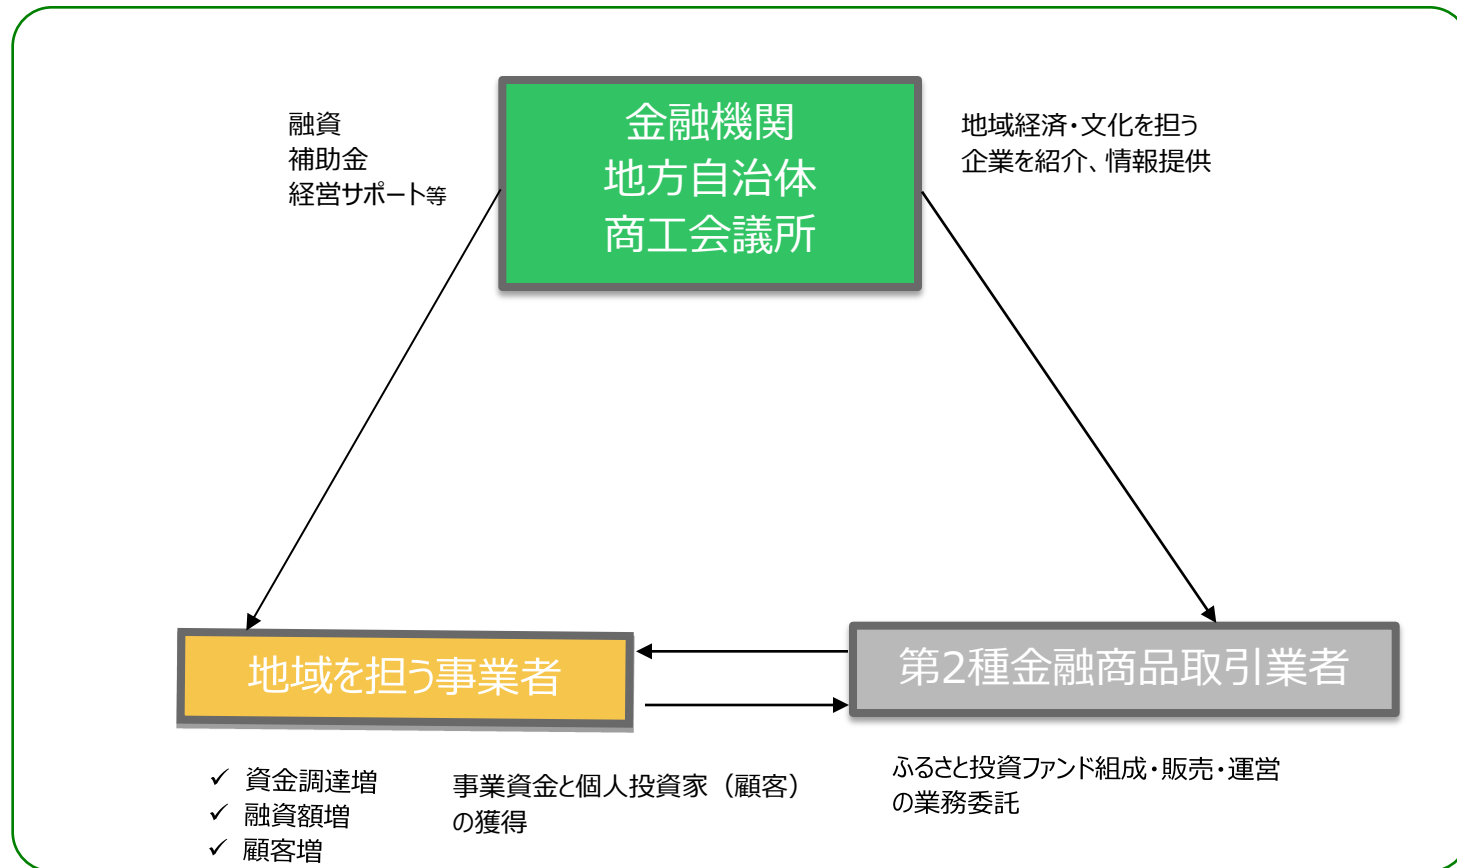 融資
補助金
経営サポート等
金融機関
地方自治体
商工会議所
地域経済・文化を担う
企業を紹介、情報提供
地域を担う事業者
第2種金融商品取引業者
✓ 資金調達増
✓ 融資額増
✓ 顧客増
事業資金と個人投資家（顧客）
の獲得
ふるさと投資ファンド組成・販売・運営
の業務委託